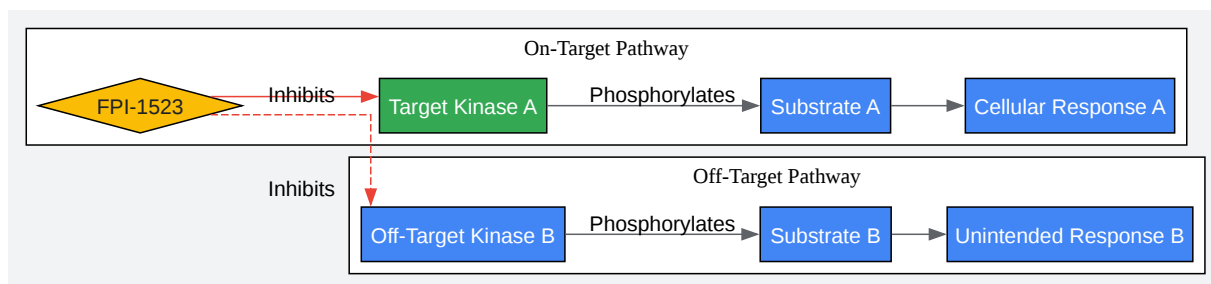 On-Target Pathway
FPI-1523
Inhibits
Target Kinase A
Phosphorylates
Substrate A
Cellular Response A
Inhibits
Off-Target Pathway
Off-Target Kinase B
Phosphorylates
Substrate B
Unintended Response B